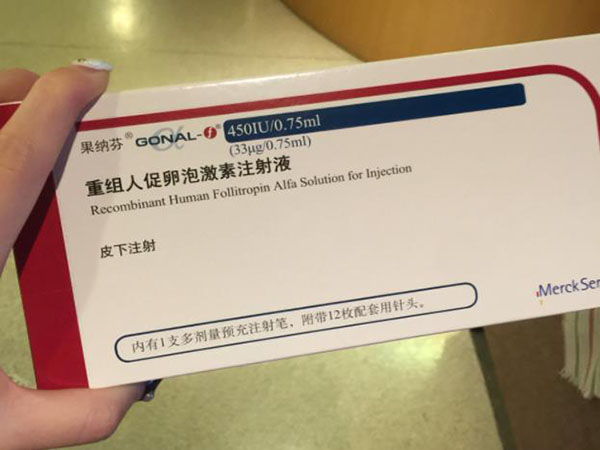 果纳芬® GONAL-f® 450IU/0.75ml
(33μg/0.75ml)
重组人促卵泡激素注射液
Recombinant Human Follitropin Alfa Solution for Injection
皮下注射
MerckSer
内有1支多剂量预充注射笔、附带12枚配套用针头。